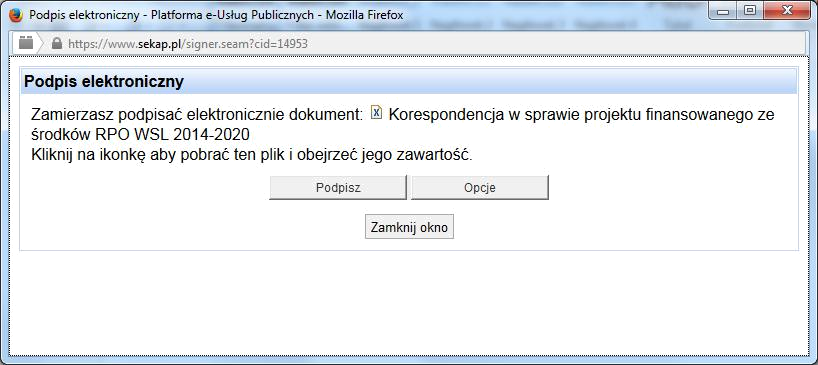 Podpis elektroniczny - Platforma e-Usług Publicznych - Mozilla Firefox
https://www.sekap.pl/signer.seam?cid=14953
Podpis elektroniczny
Zamierzasz podpisać elektronicznie dokument: Korespondencja w sprawie projektu finansowanego ze
środków RPO WSL 2014-2020
Kliknij na ikonkę aby pobrać ten plik i obejrzeć jego zawartość.
Podpisz Opcje
Zamknij okno